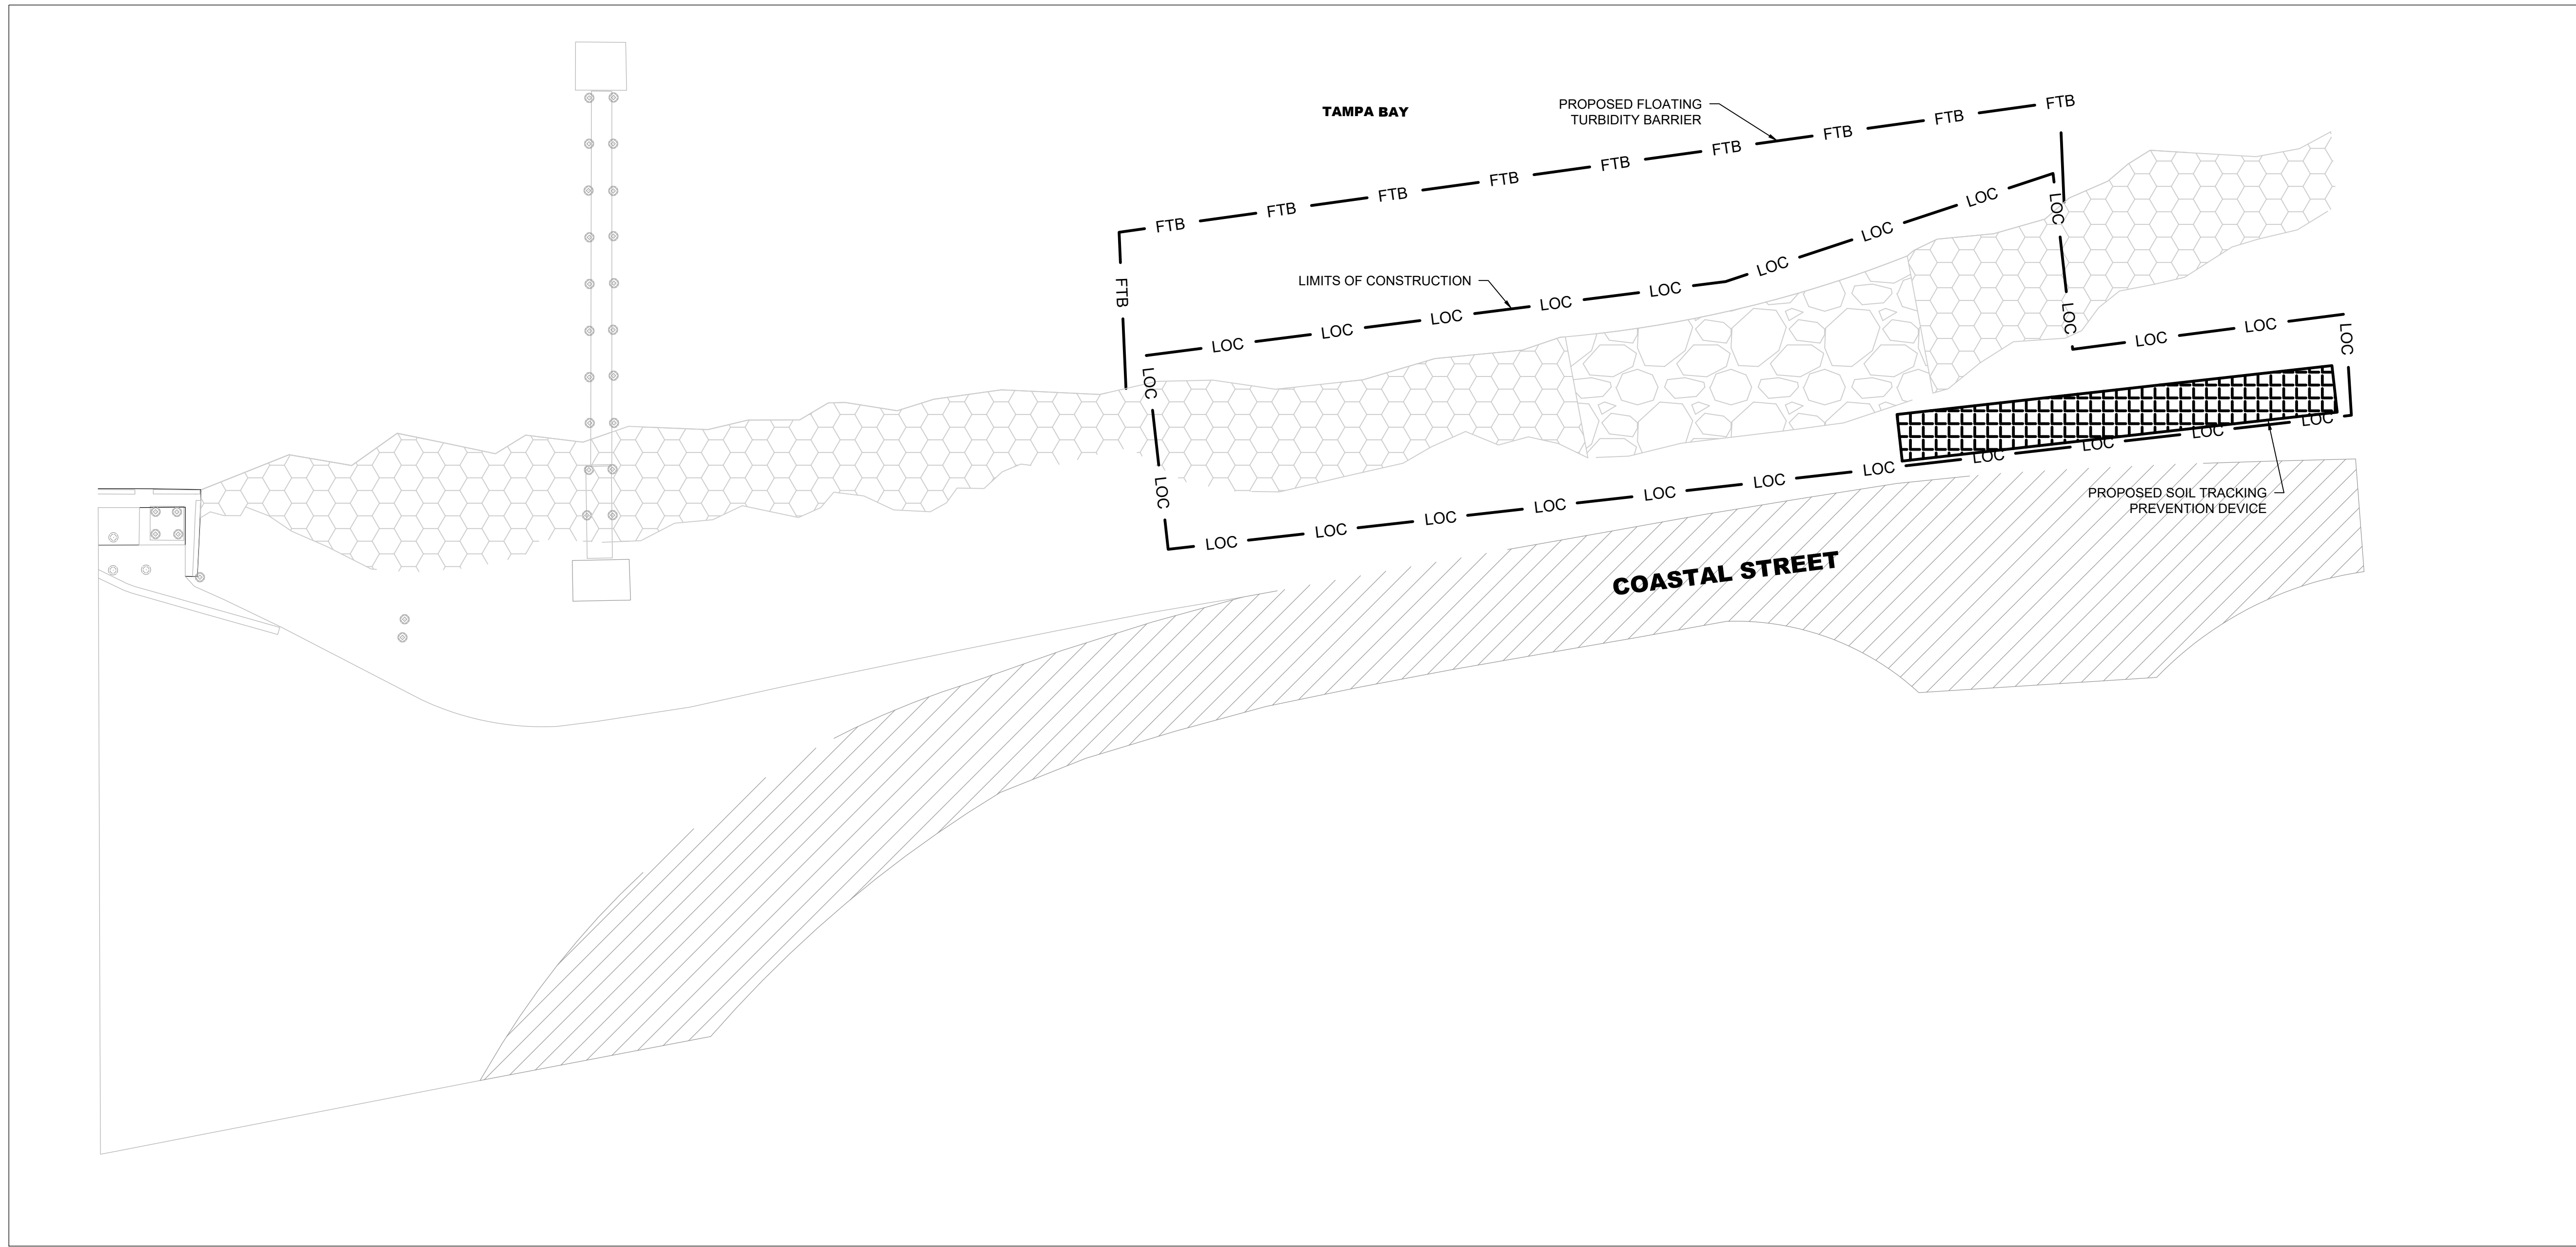 TAMPA BAY
PROPOSED FLOATING
TURBIDITY BARRIER
FTB FTB FTB FTB FTB FTB FTB FTB FTB
FTB
LIMITS OF CONSTRUCTION
LOC LOC LOC LOC LOC LOC LOC LOC
LOC
LOC
LOC LOC
LOC
LOC
LOC
LOC LOC LOC LOC LOC LOC LOC LOC LOC LOC LOC
PROPOSED SOIL TRACKING
PREVENTION DEVICE
COASTAL STREET